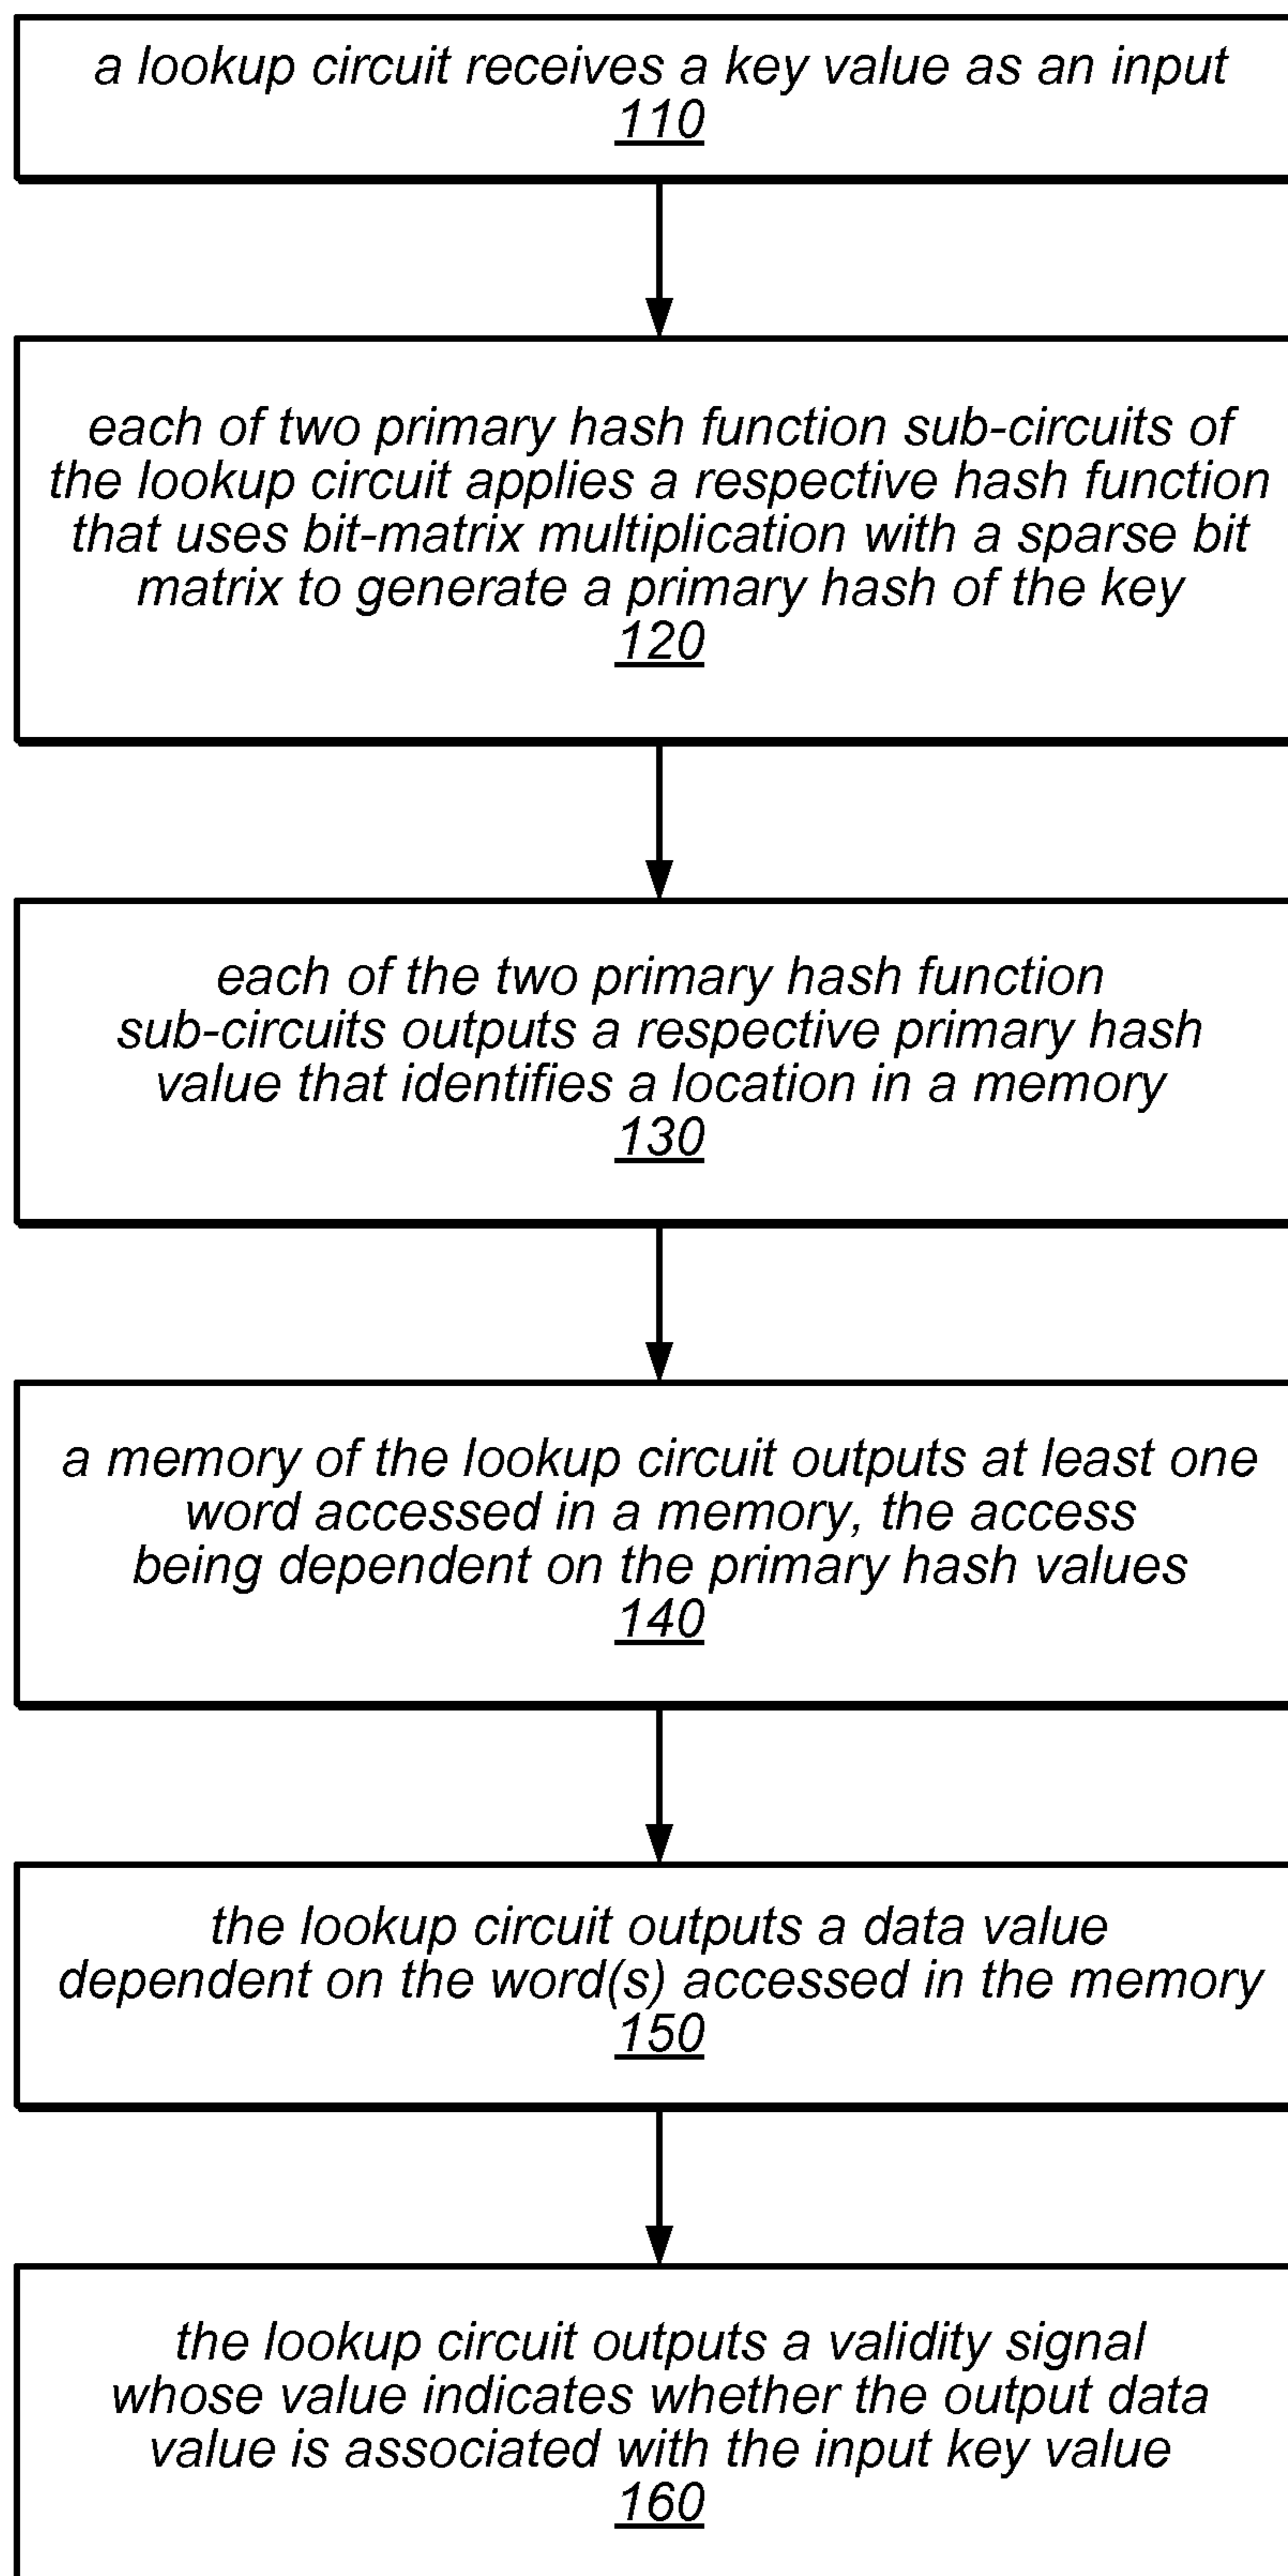 a lookup circuit receives a key value as an input
110
each of two primary hash function sub-circuits of
the lookup circuit applies a respective hash function
that uses bit-matrix multiplication with a sparse bit
matrix to generate a primary hash of the key
120
each of the two primary hash function
sub-circuits outputs a respective primary hash
value that identifies a location in a memory
130
a memory of the lookup circuit outputs at least one
word accessed in a memory, the access
being dependent on the primary hash values
140
the lookup circuit outputs a data value
dependent on the word(s) accessed in the memory
150
the lookup circuit outputs a validity signal
whose value indicates whether the output data
value is associated with the input key value
160